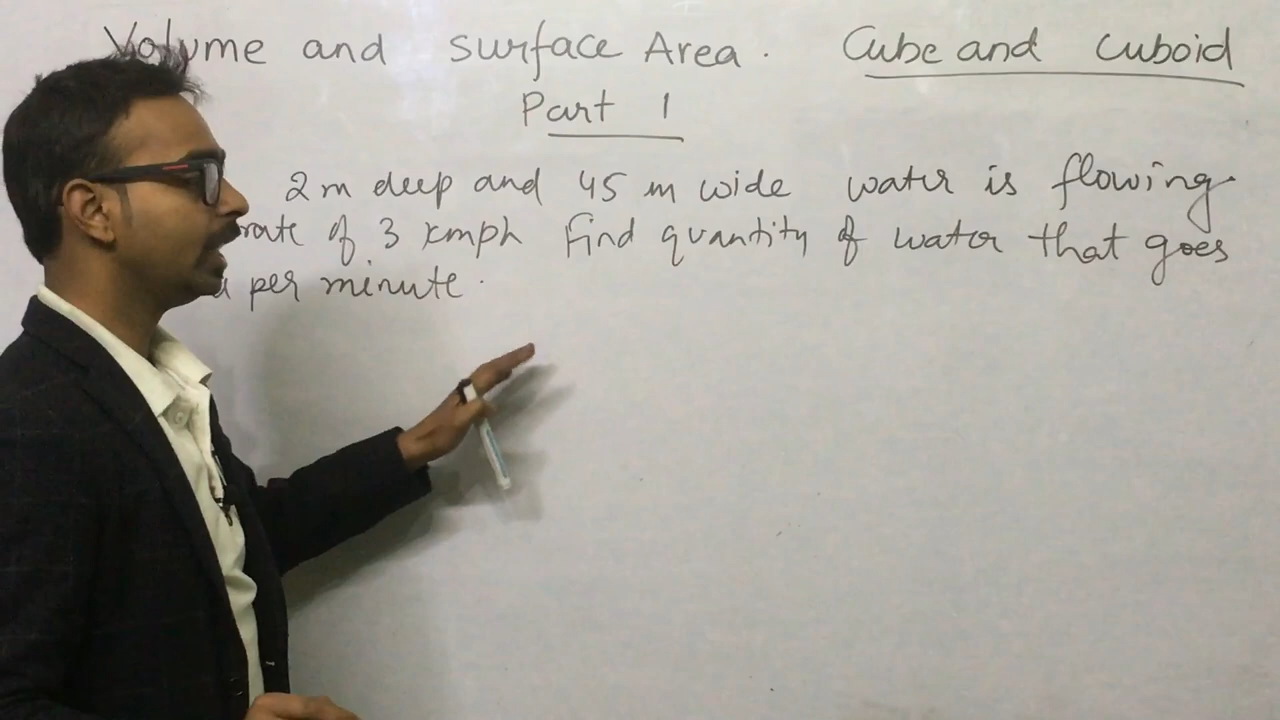 Volume and surface Area. Cube and cuboid
Part 1
2 m deep and 45 m wide water is flowing.
rate of 3 kmph find quantity of water that goes
per minute.